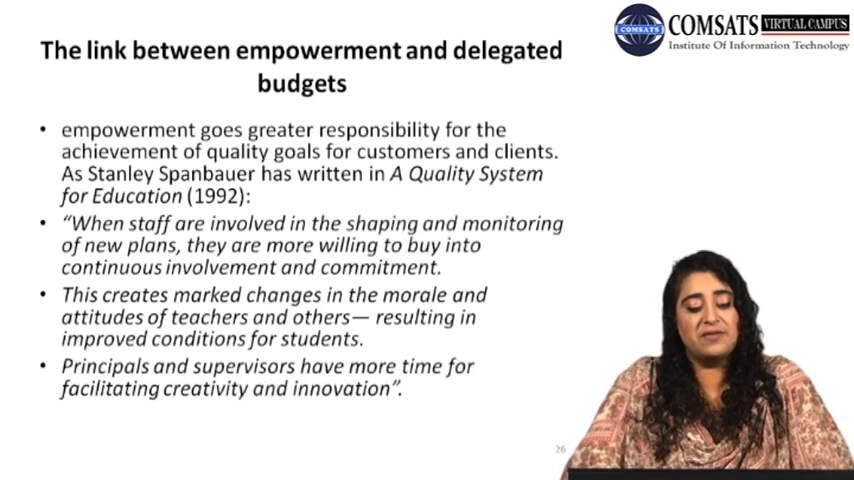 COMSATS VIRTUAL CAMPUS
COMSATS
Institute Of Information Technology
The link between empowerment and delegated
budgets
• empowerment goes greater responsibility for the
achievement of quality goals for customers and clients.
As Stanley Spanbauer has written in A Quality System
for Education (1992):
• “When staff are involved in the shaping and monitoring
of new plans, they are more willing to buy into
continuous involvement and commitment.
• This creates marked changes in the morale and
attitudes of teachers and others— resulting in
improved conditions for students.
• Principals and supervisors have more time for
facilitating creativity and innovation”.
26